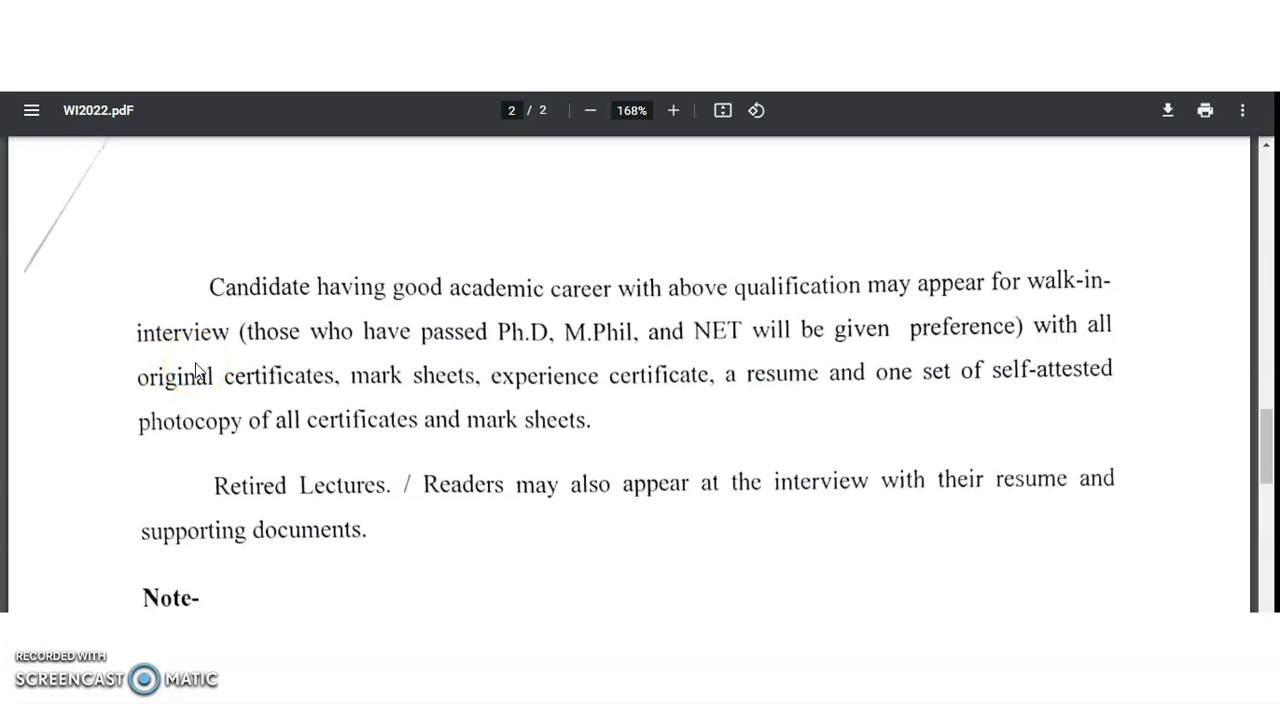 WI2022.pdF
2 / 2
168%
Candidate having good academic career with above qualification may appear for walk-in-
interview (those who have passed Ph.D, M.Phil, and NET will be given preference) with all
original certificates, mark sheets, experience certificate, a resume and one set of self-attested
photocopy of all certificates and mark sheets.
Retired Lectures. / Readers may also appear at the interview with their resume and
supporting documents.
Note-
RECORDED WITH
SCREENCAST MATIC